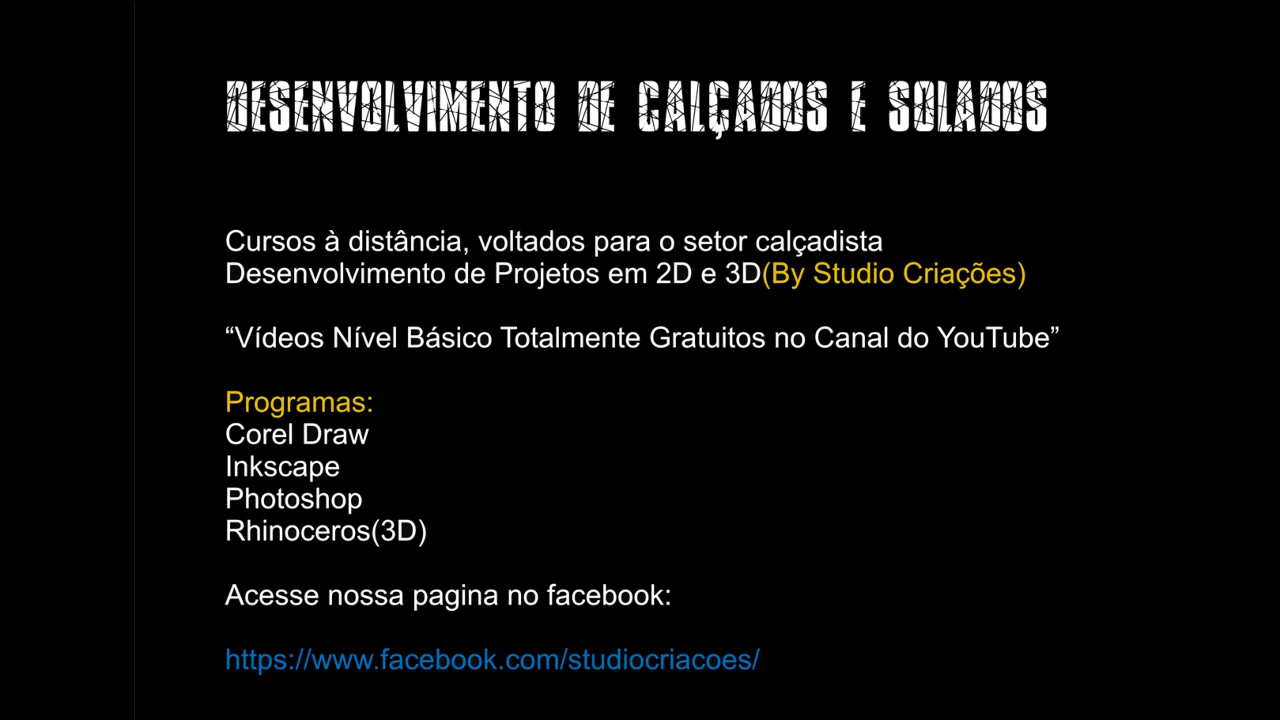 DESENVOLVIMENTO DE CALÇADOS E SOLADOS
Cursos à distância, voltados para o setor calçadista
Desenvolvimento de Projetos em 2D e 3D(By Studio Criações)
“Vídeos Nível Básico Totalmente Gratuitos no Canal do YouTube”
Programas:
Corel Draw
Inkscape
Photoshop
Rhinoceros(3D)
Acesse nossa pagina no facebook:
https://www.facebook.com/studiocriacoes/